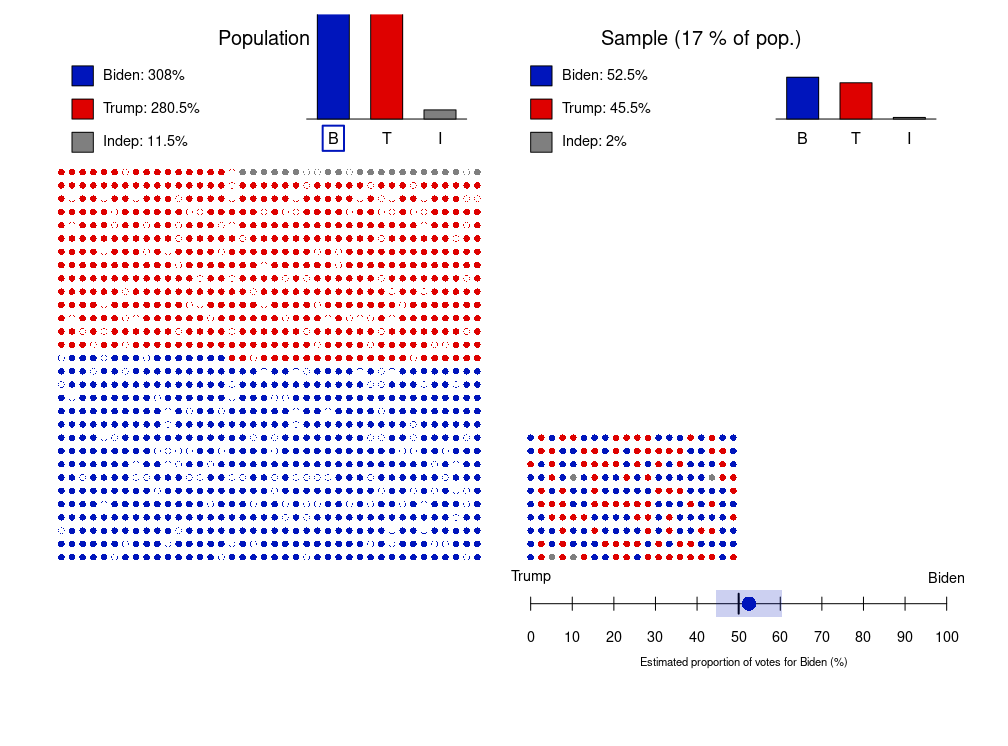 Population
Biden: 308%
Trump: 280.5%
Indep: 11.5%
B T I
Sample (17 % of pop.)
Biden: 52.5%
Trump: 45.5%
Indep: 2%
B T I
Trump Biden
0 10 20 30 40 50 60 70 80 90 100
Estimated proportion of votes for Biden (%)